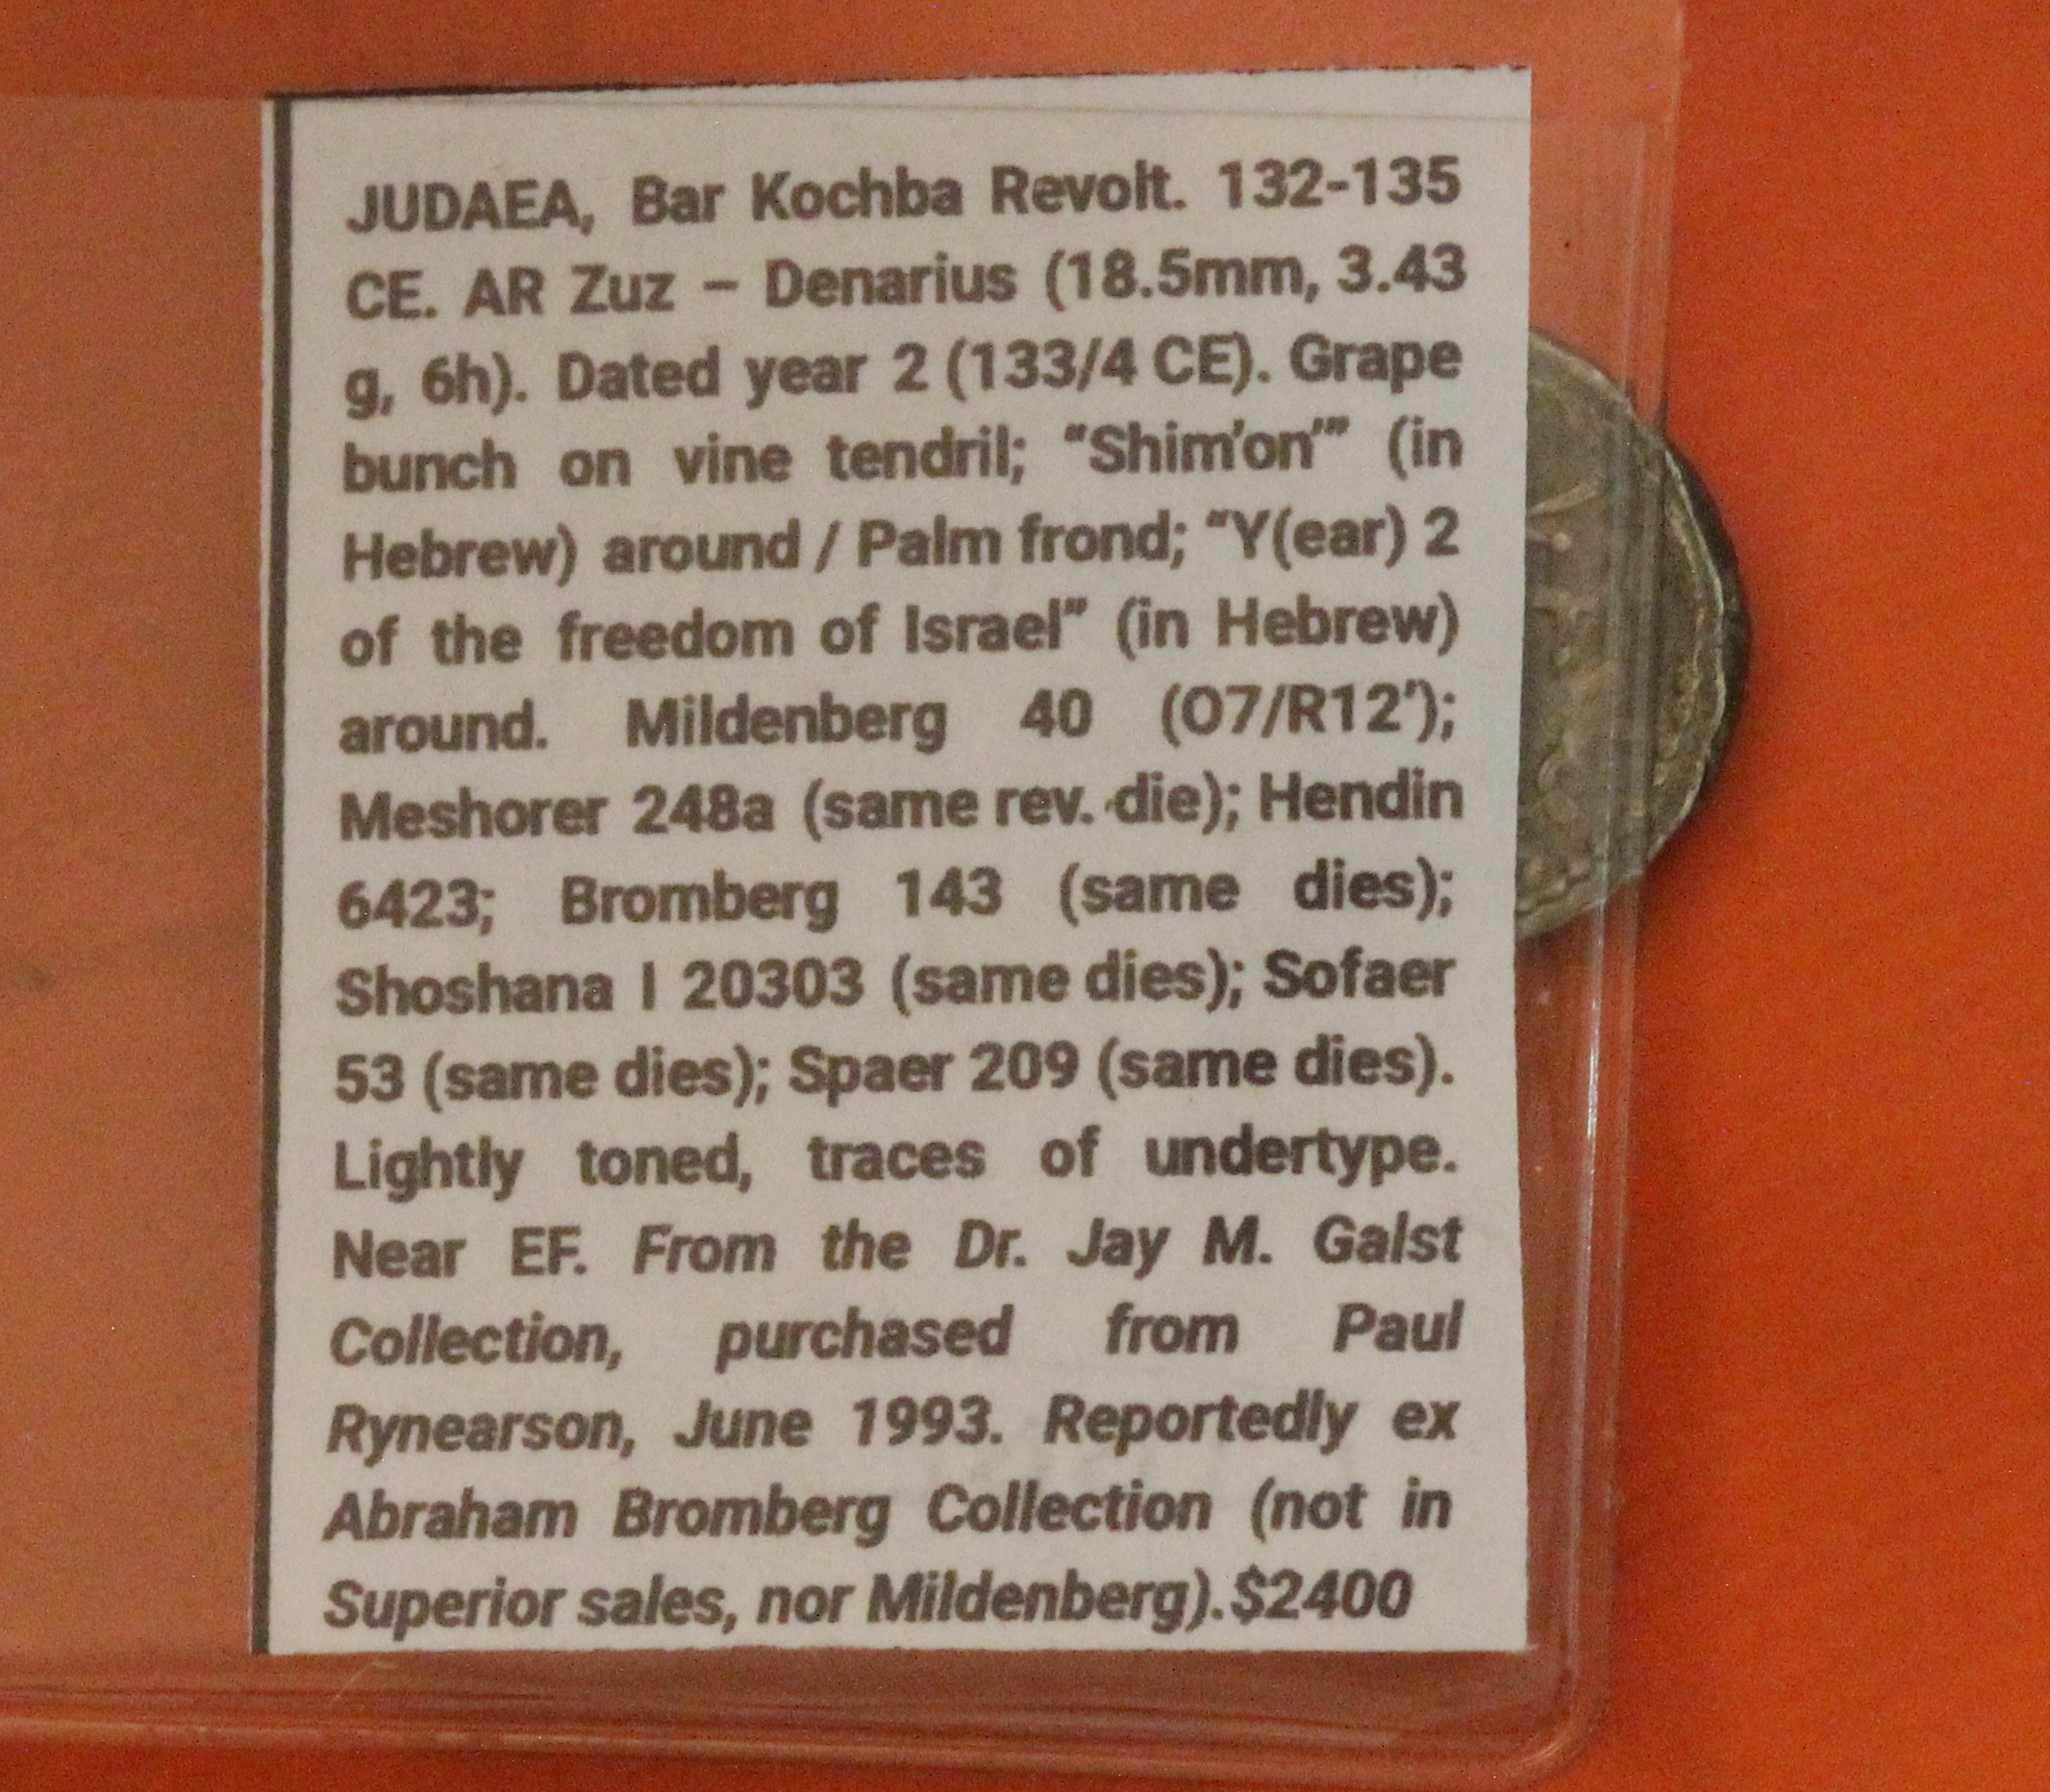 JUDAEA, Bar Kochba Revolt. 132-135
CE. AR Zuz – Denarius (18.5mm, 3.43
g, 6h). Dated year 2 (133/4 CE). Grape
bunch on vine tendril; “Shim’on’” (in
Hebrew) around / Palm frond; “Y(ear) 2
of the freedom of Israel” (in Hebrew)
around. Mildenberg 40 (O7/R12’);
Meshorer 248a (same rev. die); Hendin
6423; Bromberg 143 (same dies);
Shoshana I 20303 (same dies); Sofaer
53 (same dies); Spaer 209 (same dies).
Lightly toned, traces of undertype.
Near EF. From the Dr. Jay M. Galst
Collection, purchased from Paul
Rynearson, June 1993. Reportedly ex
Abraham Bromberg Collection (not in
Superior sales, nor Mildenberg).$2400